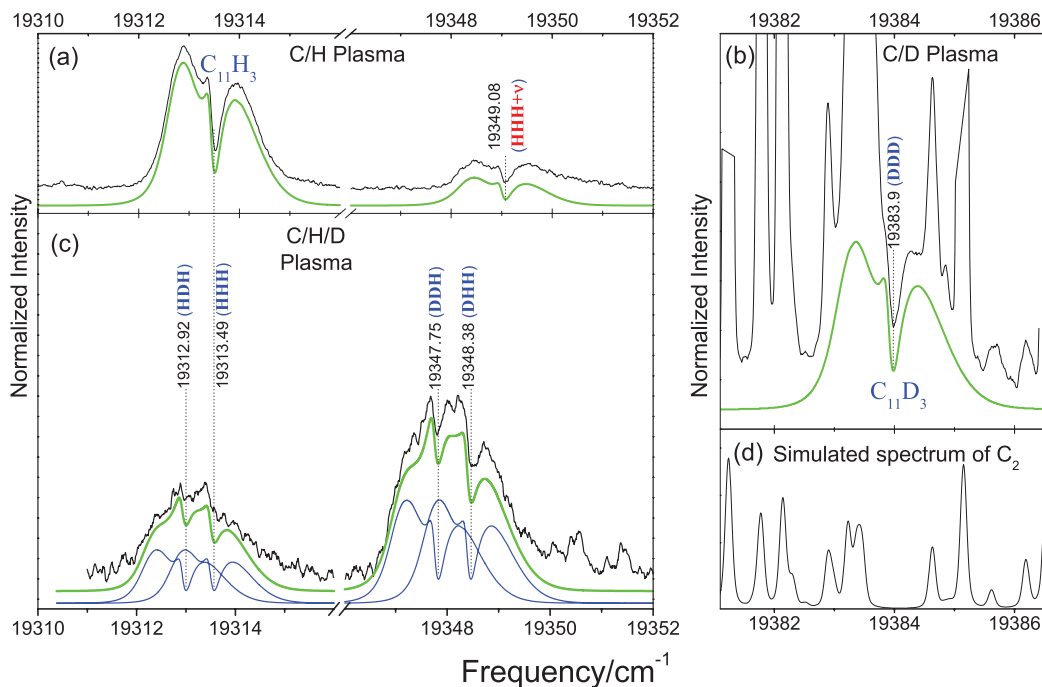 19310 19312 19314 19348 19350 19352
19382 19384 19386
(a)
C₁₁H₃
C/H Plasma
19349.08 (HHH+ν)
(b)
C/D Plasma
19383.9 (DDD)
C₁₁D₃
Normalized Intensity
(c)
C/H/D
Plasma
19312.92 (HDH)
19313.49 (HHH)
19347.75 (DDH)
19348.38 (DHH)
Normalized Intensity
(d) Simulated spectrum of C₂
19310 19312 19314 19348 19350 19352
19382 19384 19386
Frequency/cm⁻¹